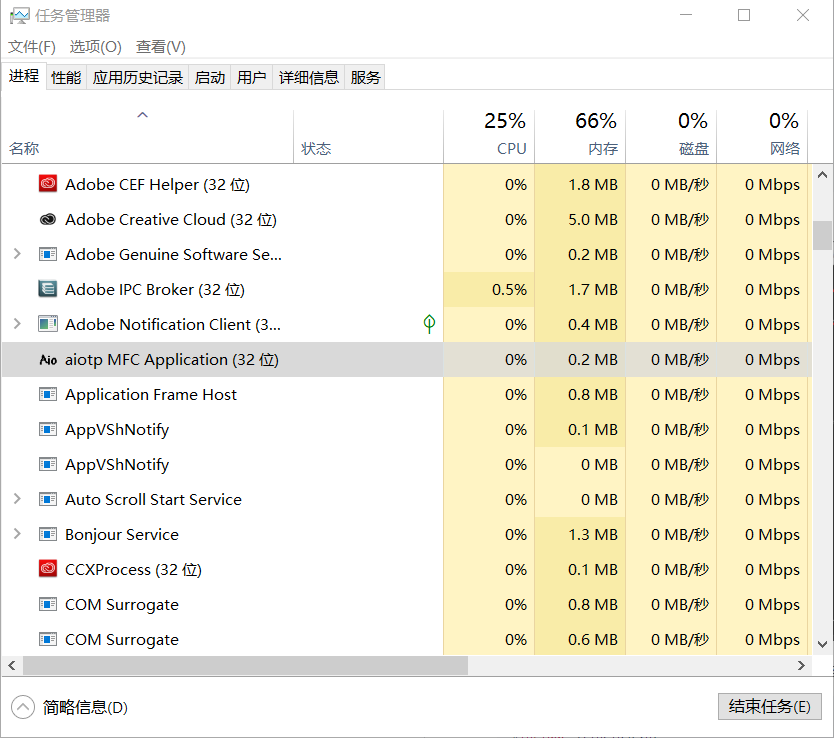 任务管理器
文件(F) 选项(O) 查看(V)
进程 性能 应用历史记录 启动 用户 详细信息 服务
25% 66% 0% 0%
名称 状态 CPU 内存 磁盘 网络
Adobe CEF Helper (32 位) 0% 1.8 MB 0 MB/秒 0 Mbps
Adobe Creative Cloud (32 位) 0% 5.0 MB 0 MB/秒 0 Mbps
Adobe Genuine Software Se... 0% 0.2 MB 0 MB/秒 0 Mbps
Adobe IPC Broker (32 位) 0.5% 1.7 MB 0 MB/秒 0 Mbps
Adobe Notification Client (3... 0% 0.4 MB 0 MB/秒 0 Mbps
Aio aiotp MFC Application (32 位) 0% 0.2 MB 0 MB/秒 0 Mbps
Application Frame Host 0% 0.8 MB 0 MB/秒 0 Mbps
AppVShNotify 0% 0.1 MB 0 MB/秒 0 Mbps
AppVShNotify 0% 0 MB 0 MB/秒 0 Mbps
Auto Scroll Start Service 0% 0 MB 0 MB/秒 0 Mbps
Bonjour Service 0% 1.3 MB 0 MB/秒 0 Mbps
CCXProcess (32 位) 0% 0.1 MB 0 MB/秒 0 Mbps
COM Surrogate 0% 0.8 MB 0 MB/秒 0 Mbps
COM Surrogate 0% 0.6 MB 0 MB/秒 0 Mbps
简略信息(D) 结束任务(E)